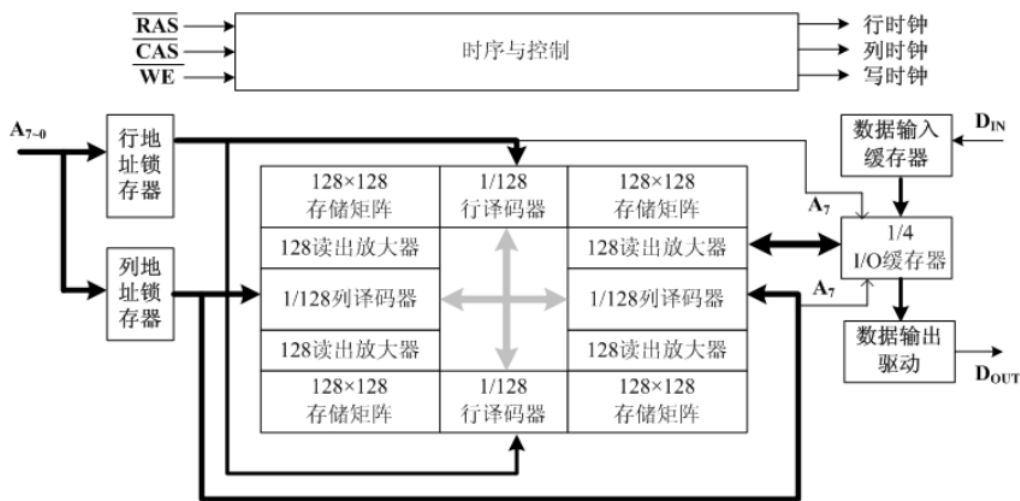 RAS
CAS
WE
时序与控制
行时钟
列时钟
写时钟
A7~0
行地
址锁
存器
列地
址锁
存器
128×128
存储矩阵
1/128
行译码器
128×128
存储矩阵
128读出放大器
128读出放大器
1/128列译码器
1/128列译码器
128读出放大器
128读出放大器
128×128
存储矩阵
1/128
行译码器
128×128
存储矩阵
数据输入
缓存器
DIN
A7
1/4
I/O缓存器
A7
数据输出
驱动
DOUT